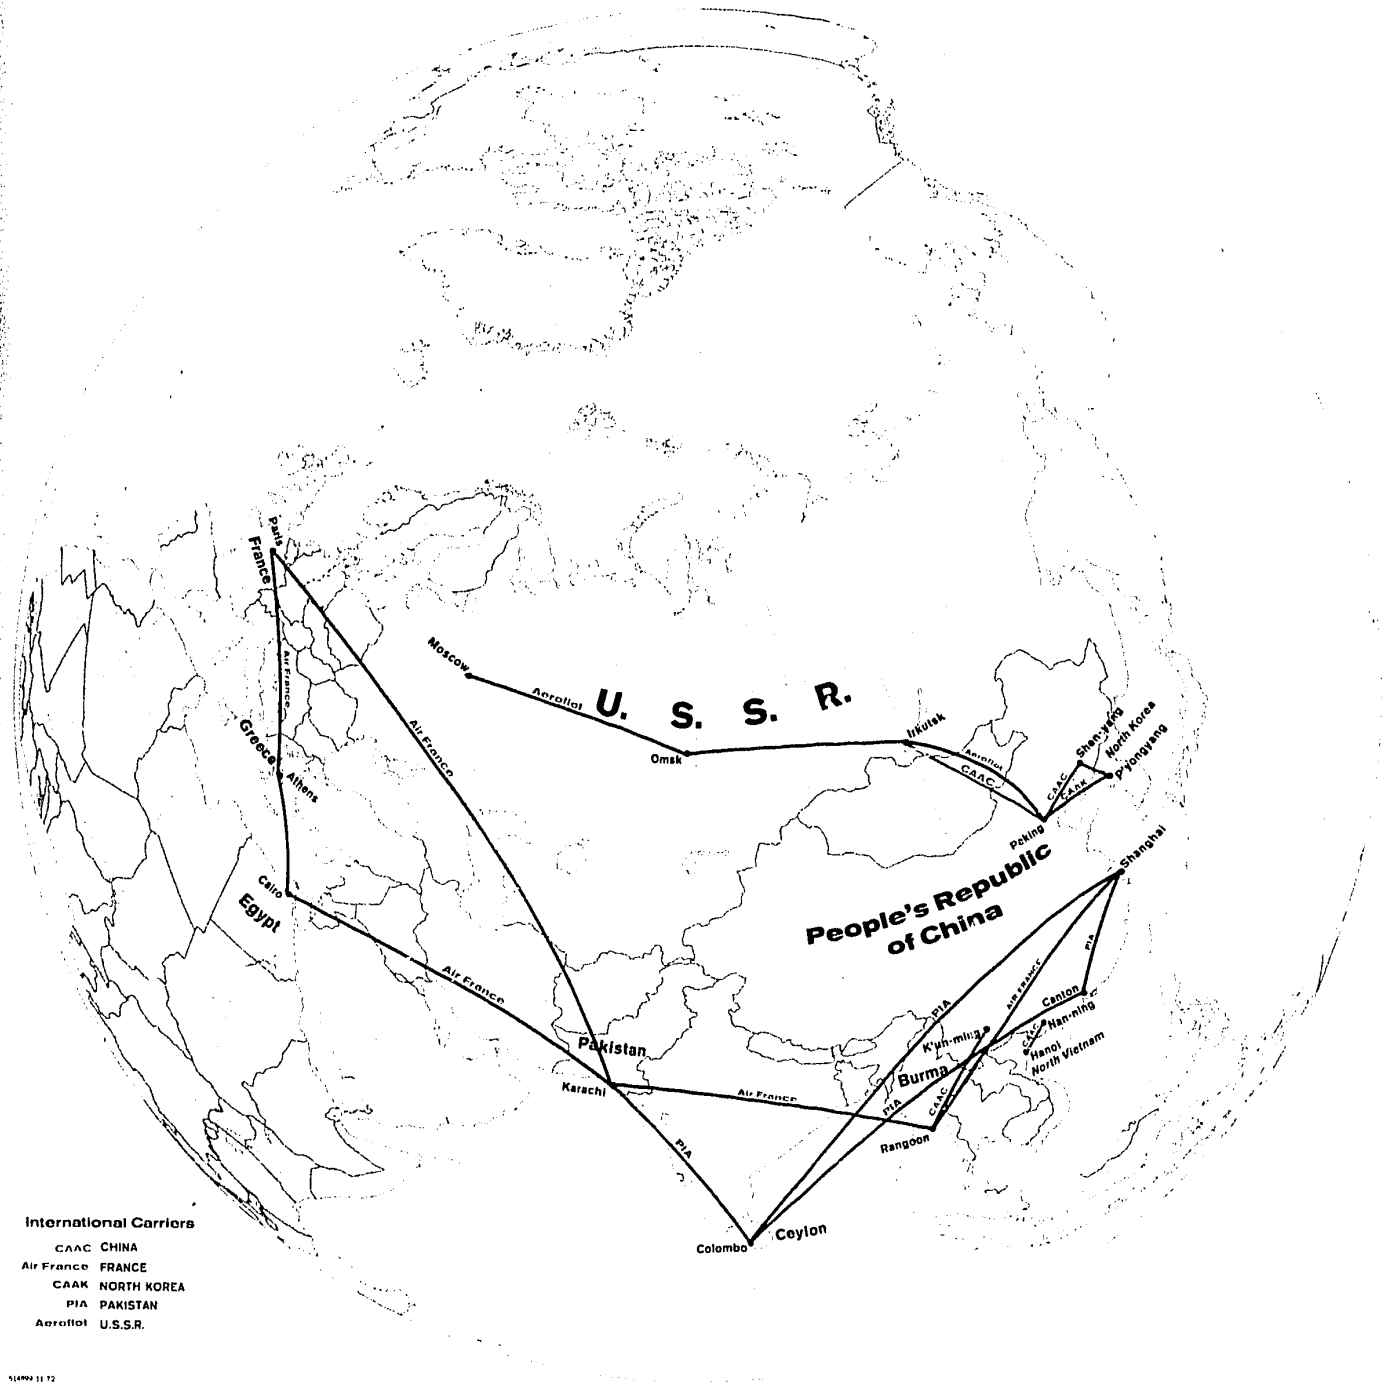 Paris
France
Air France
Air France
Greece
Athens
Cairo
Egypt
Air France
Moscow
Aeroflot
U. S. S. R.
Omsk
Irkutsk
Aeroflot
CAAC
CAAC
CAAK
Shen-yang
North Korea
P'yongyang
Peking
Shanghai
People's Republic
of China
PIA
AIR FRANCE
PIA
Canton
Nan-ning
CAAC
Hanoi
North Vietnam
K'un-ming
Burma
PIA
CAAC
Rangoon
Pakistan
Karachi
Air France
PIA
Colombo
Ceylon
International Carriers
CAAC CHINA
Air France FRANCE
CAAK NORTH KOREA
PIA PAKISTAN
Aeroflot U.S.S.R.